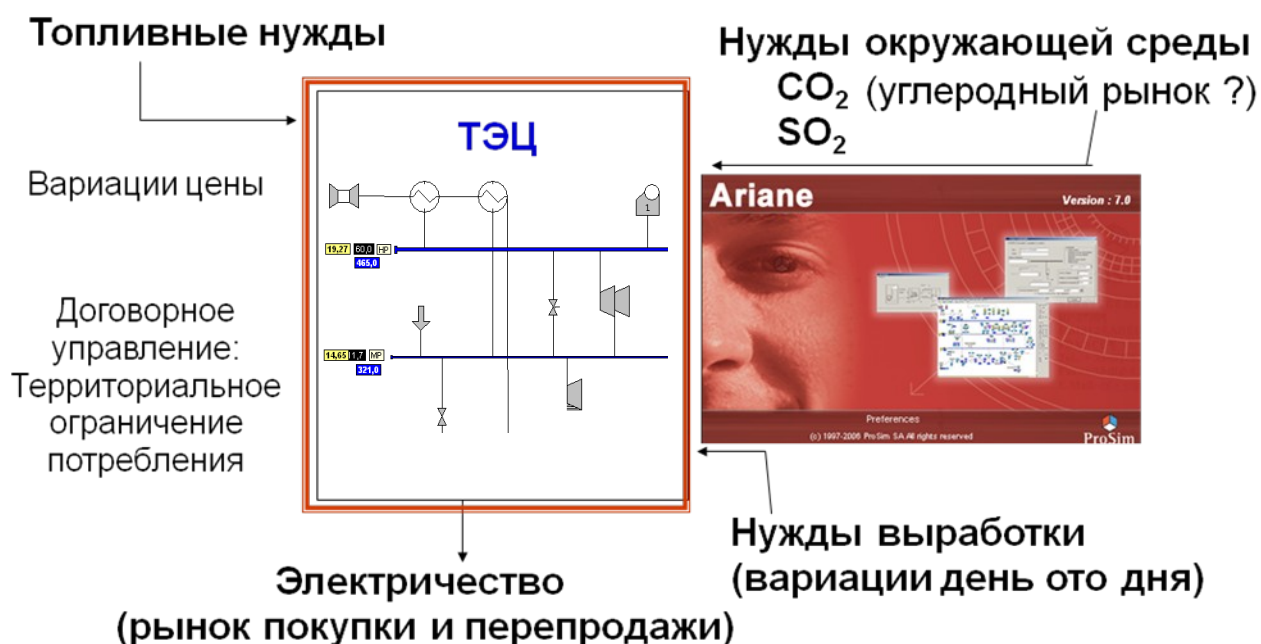 Топливные нужды
Нужды окружающей среды
CO₂ (углеродный рынок ?)
SO₂
ТЭЦ
Вариации цены
Ariane
Version : 7.0
1
19,27 60,0 HP
465,0
Договорное
управление:
Территориальное
ограничение
потребления
14,65 1,7 MP
321,0
Preferences
(c) 1997-2006 ProSim SA All rights reserved
ProSim
Нужды выработки
(вариации день ото дня)
Электричество
(рынок покупки и перепродажи)